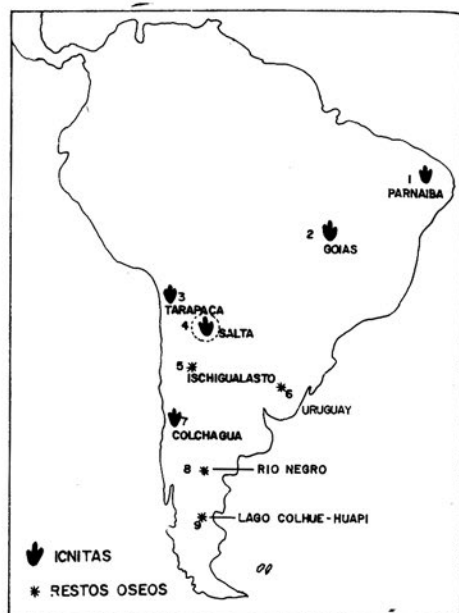 1
PARNAIBA
2
GOIAS
3
TARAPACA
4
SALTA
5
ISCHIGUALASTO
6
URUGUAY
7
COLCHAGUA
8 RIO NEGRO
9 LAGO COLHUE-HUAPI
ICNITAS
RESTOS OSEOS